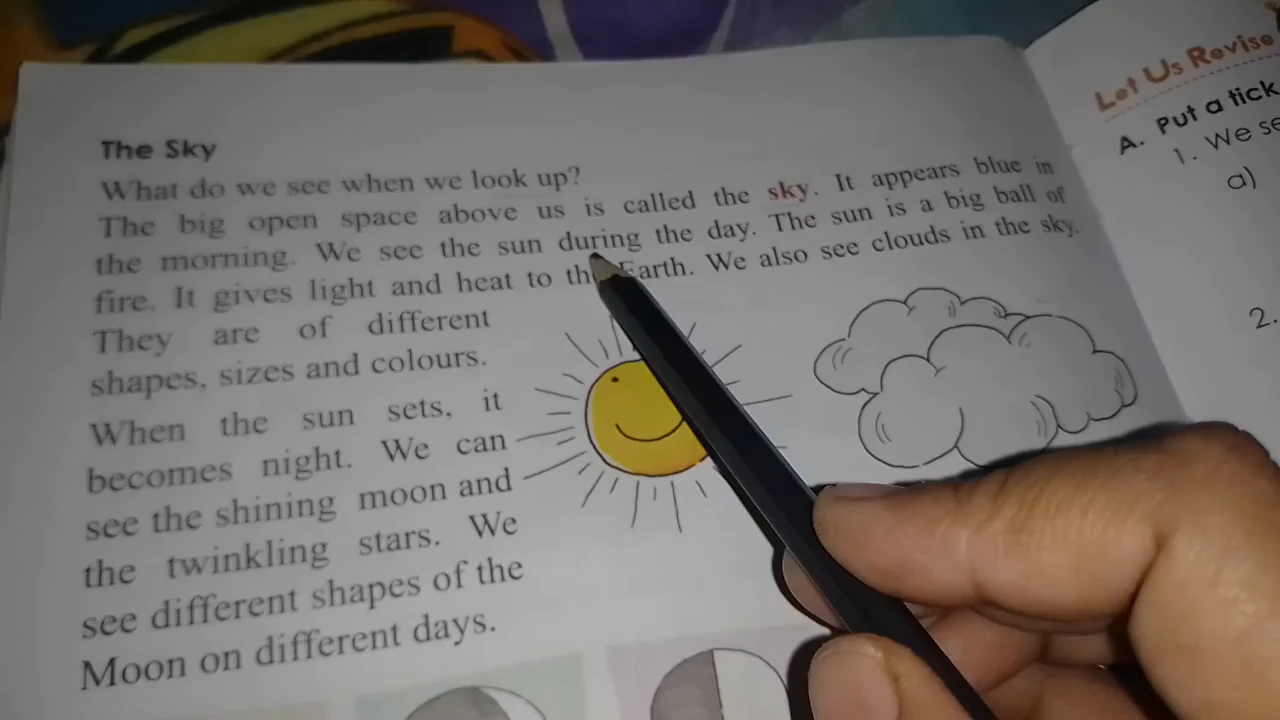 The Sky
What do we see when we look up?
The big open space above us is called the sky. It appears blue in
the morning. We see the sun during the day. The sun is a big ball of
fire. It gives light and heat to the Earth. We also see clouds in the sky.
They are of different
shapes, sizes and colours.
When the sun sets, it
becomes night. We can
see the shining moon and
the twinkling stars. We
see different shapes of the
Moon on different days.
Let Us Revise
A. Put a tick
1. We se
a)
2.